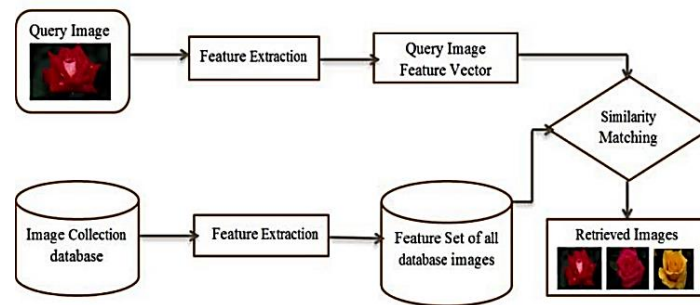 Query Image
Feature Extraction
Query Image
Feature Vector
Similarity
Matching
Image Collection
database
Feature Extraction
Feature Set of all
database images
Retrieved Images